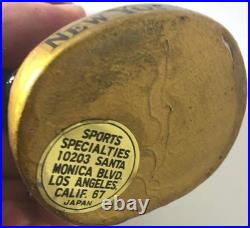 NEW YO
SPORTS
SPECIALTIES
10203 SANTA
MONICA BLVD.
LOS ANGELES,
CALIF. 67
JAPAN